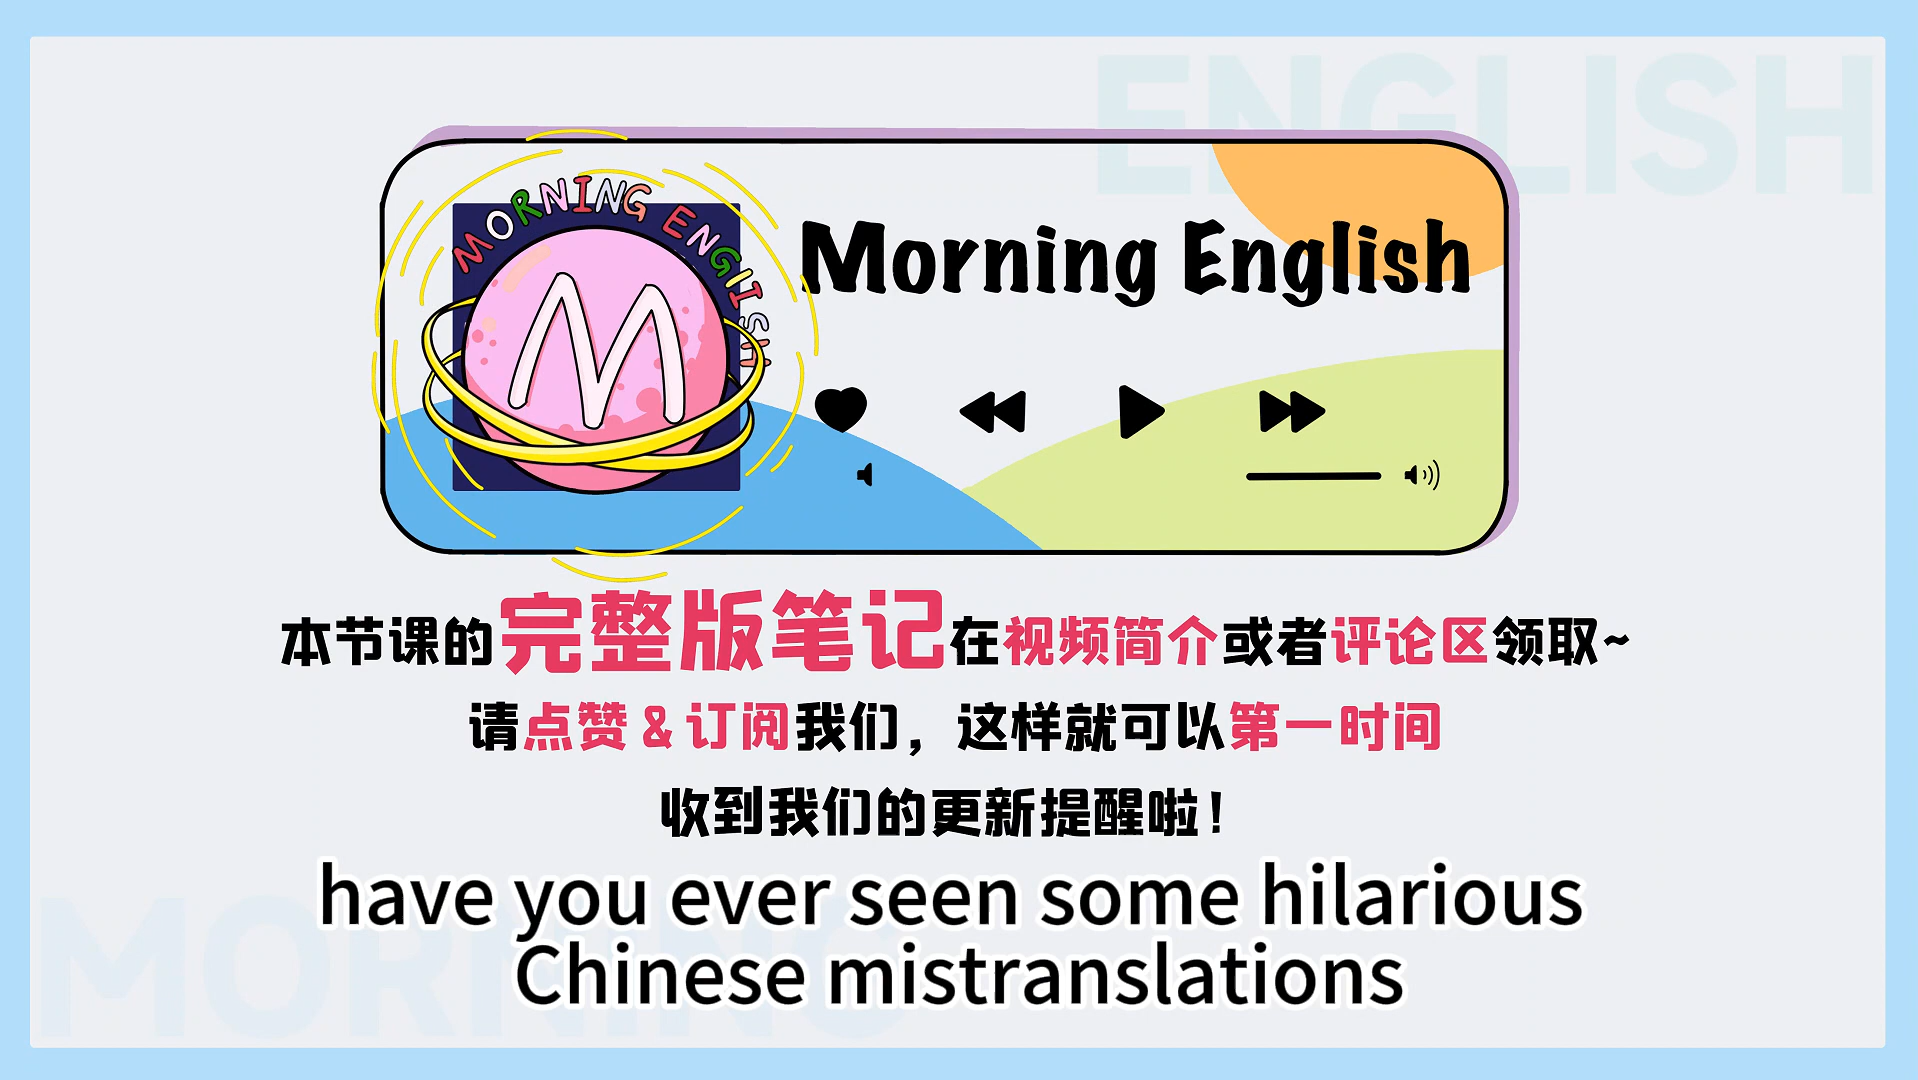 ENGLISH
MORNING ENGLISH
M
Morning English
本节课的完整版笔记在视频简介或者评论区领取~
请点赞&订阅我们，这样就可以第一时间
收到我们的更新提醒啦！
have you ever seen some hilarious
Chinese mistranslations
MORNING